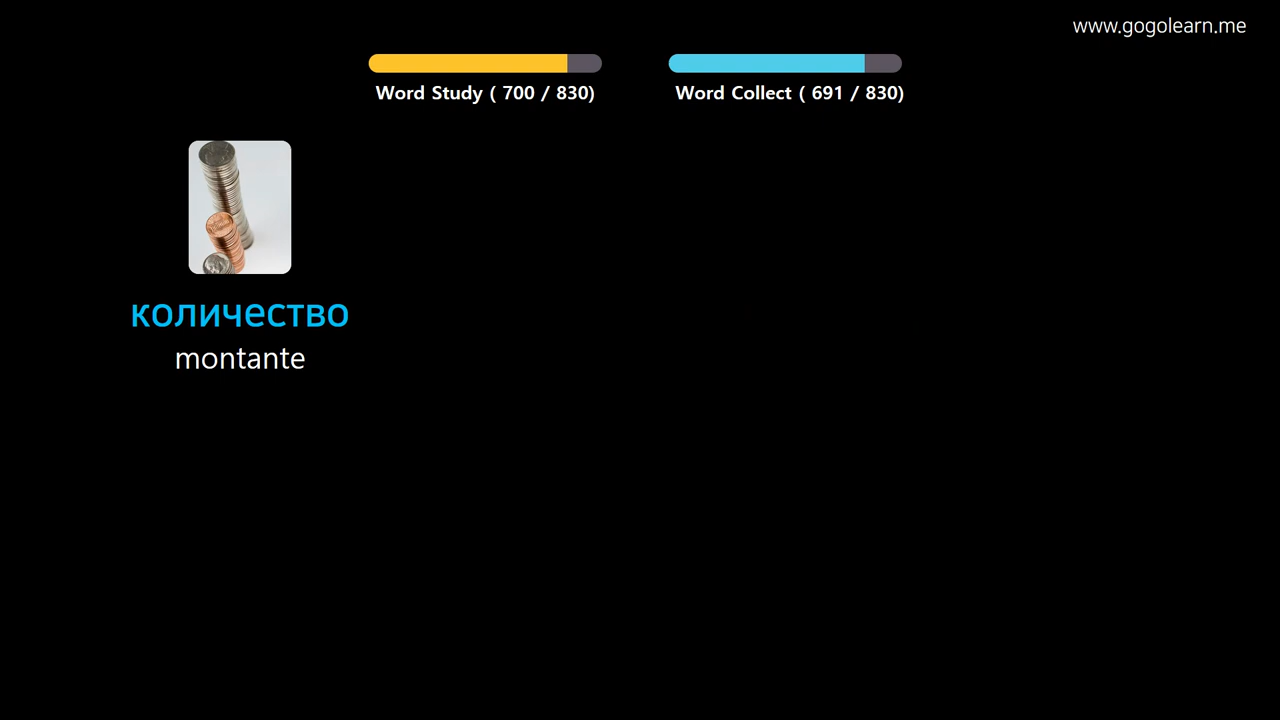 www.gogolearn.me
Word Study ( 700 / 830)
Word Collect ( 691 / 830)
количество
montante